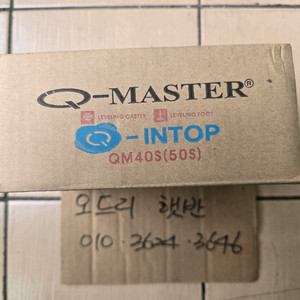 Q-MASTER®
LEVELING CASTER LEVELING FOOT
Q-INTOP
QM40S(50S)
오드리 햇반
010·3624·3646